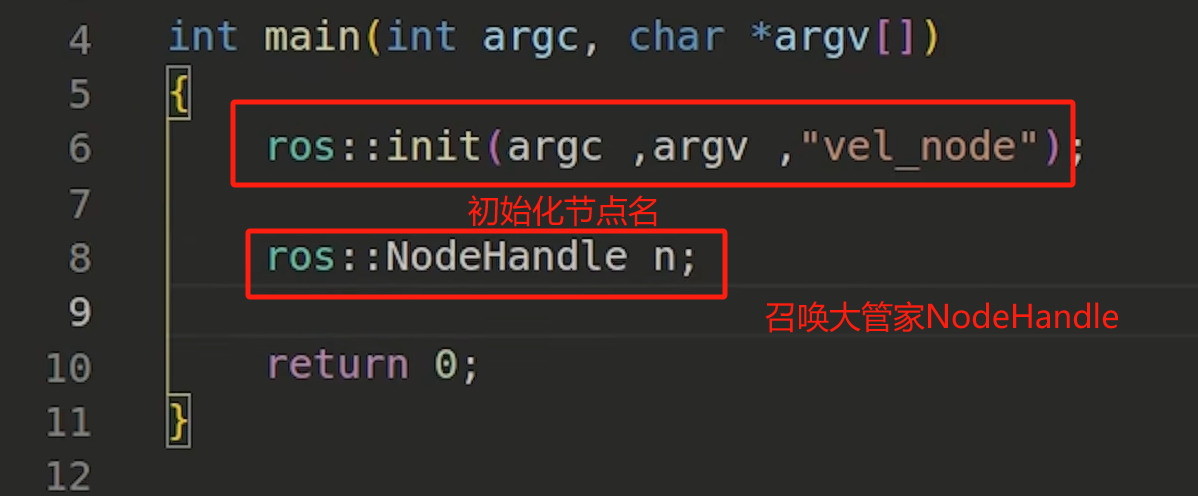 4 int main(int argc, char *argv[])
5 {
6 ros::init(argc ,argv ,"vel_node");
7 初始化节点名
8 ros::NodeHandle n;
9 召唤大管家NodeHandle
10 return 0;
11 }
12